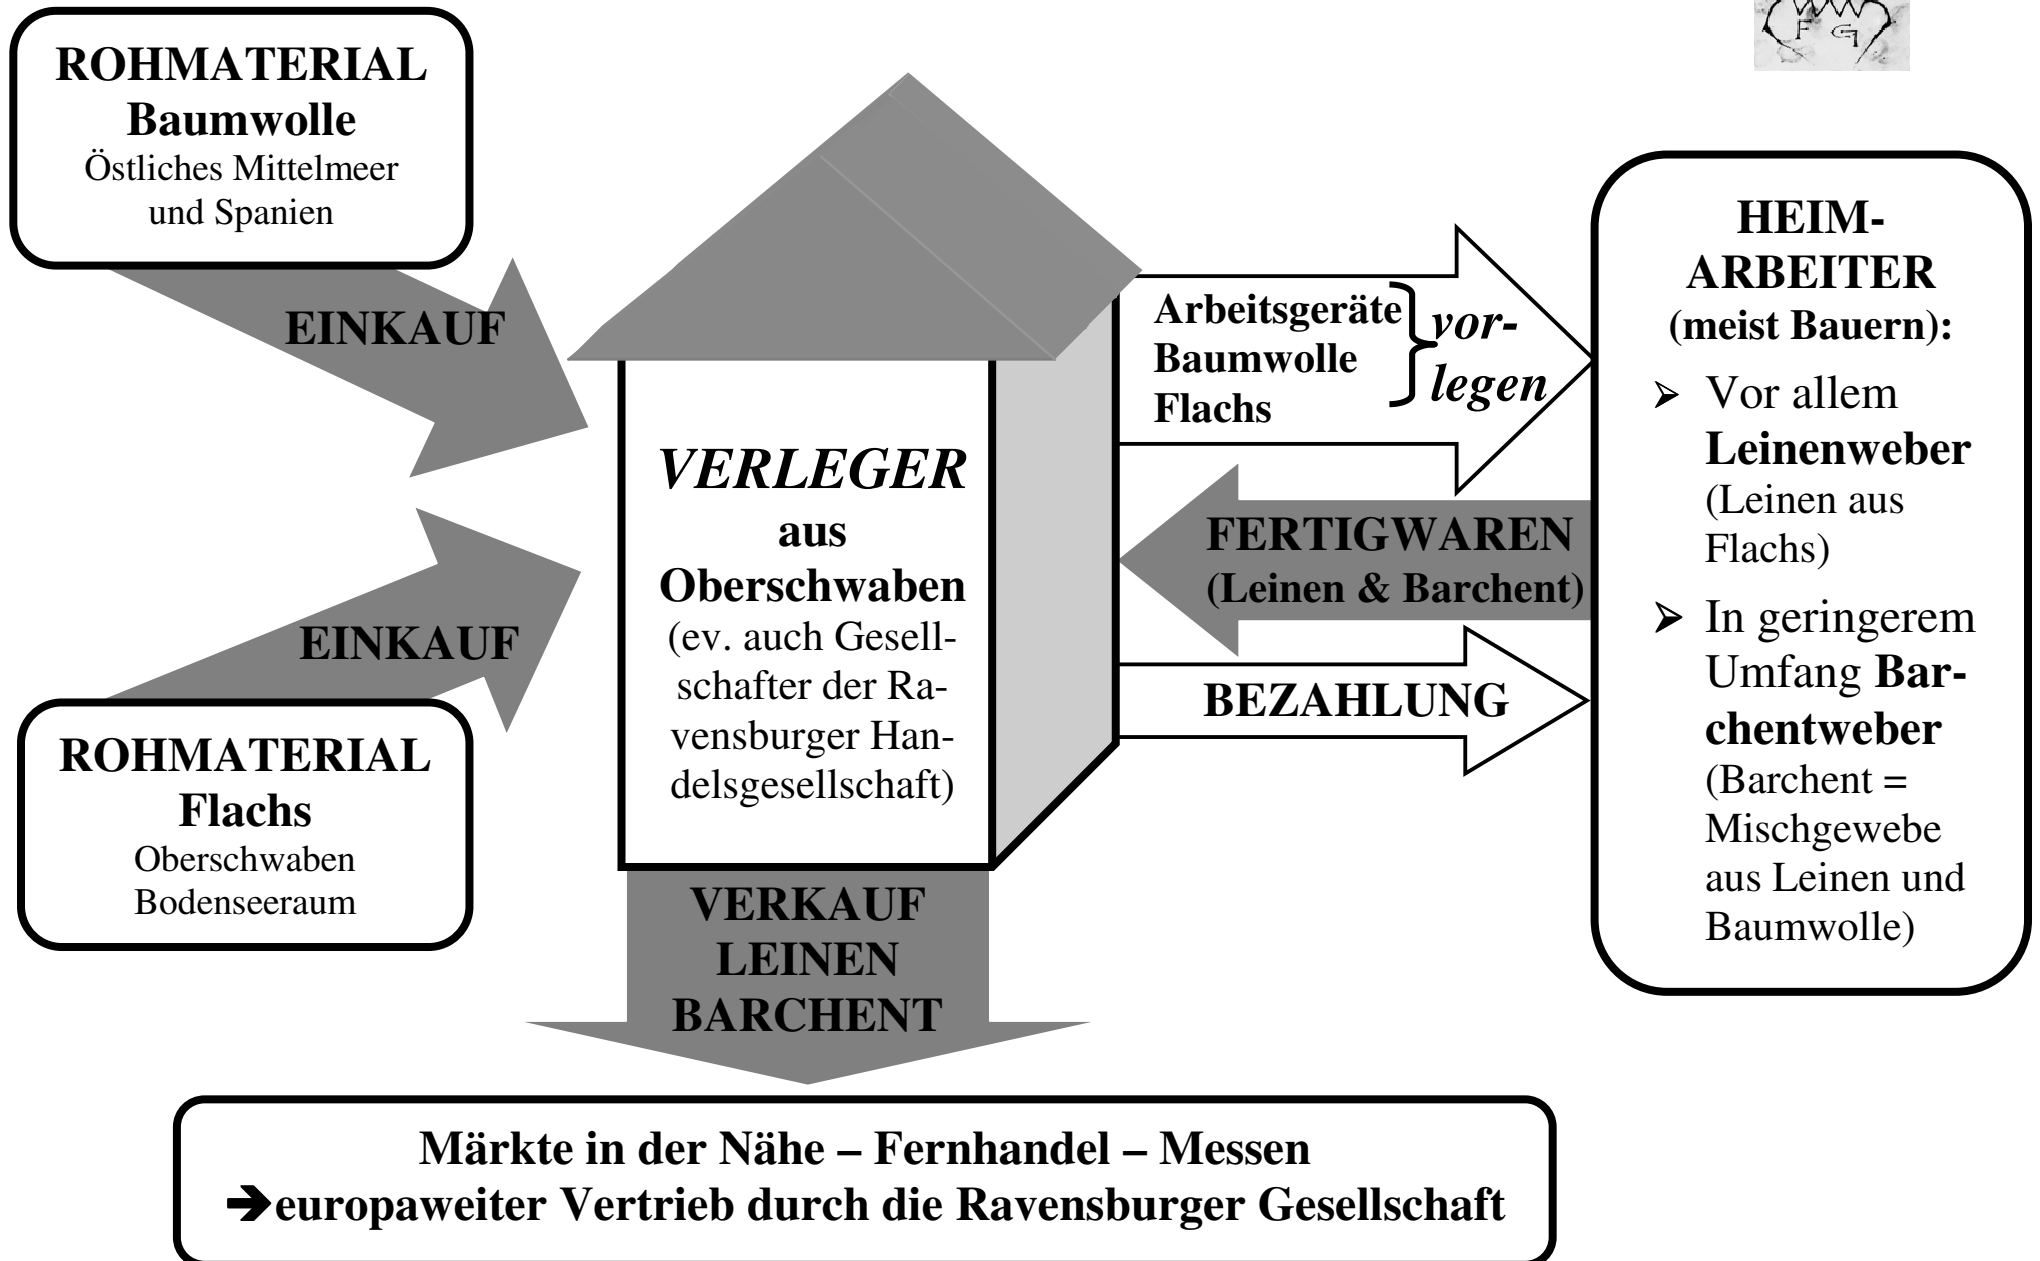 F G
ROHMATERIAL
Baumwolle
Östliches Mittelmeer
und Spanien
EINKAUF
EINKAUF
ROHMATERIAL
Flachs
Oberschwaben
Bodenseeraum
VERLEGER
aus
Oberschwaben
(ev. auch Gesell-
schafter der Ra-
vensburger Han-
delsgesellschaft)
Arbeitsgeräte
Baumwolle
Flachs
vor-
legen
FERTIGWAREN
(Leinen & Barchent)
BEZAHLUNG
HEIM-
ARBEITER
(meist Bauern):
➢ Vor allem
Leinenweber
(Leinen aus
Flachs)
➢ In geringerem
Umfang Bar-
chentweber
(Barchent =
Mischgewebe
aus Leinen und
Baumwolle)
VERKAUF
LEINEN
BARCHENT
Märkte in der Nähe – Fernhandel – Messen
➔europaweiter Vertrieb durch die Ravensburger Gesellschaft